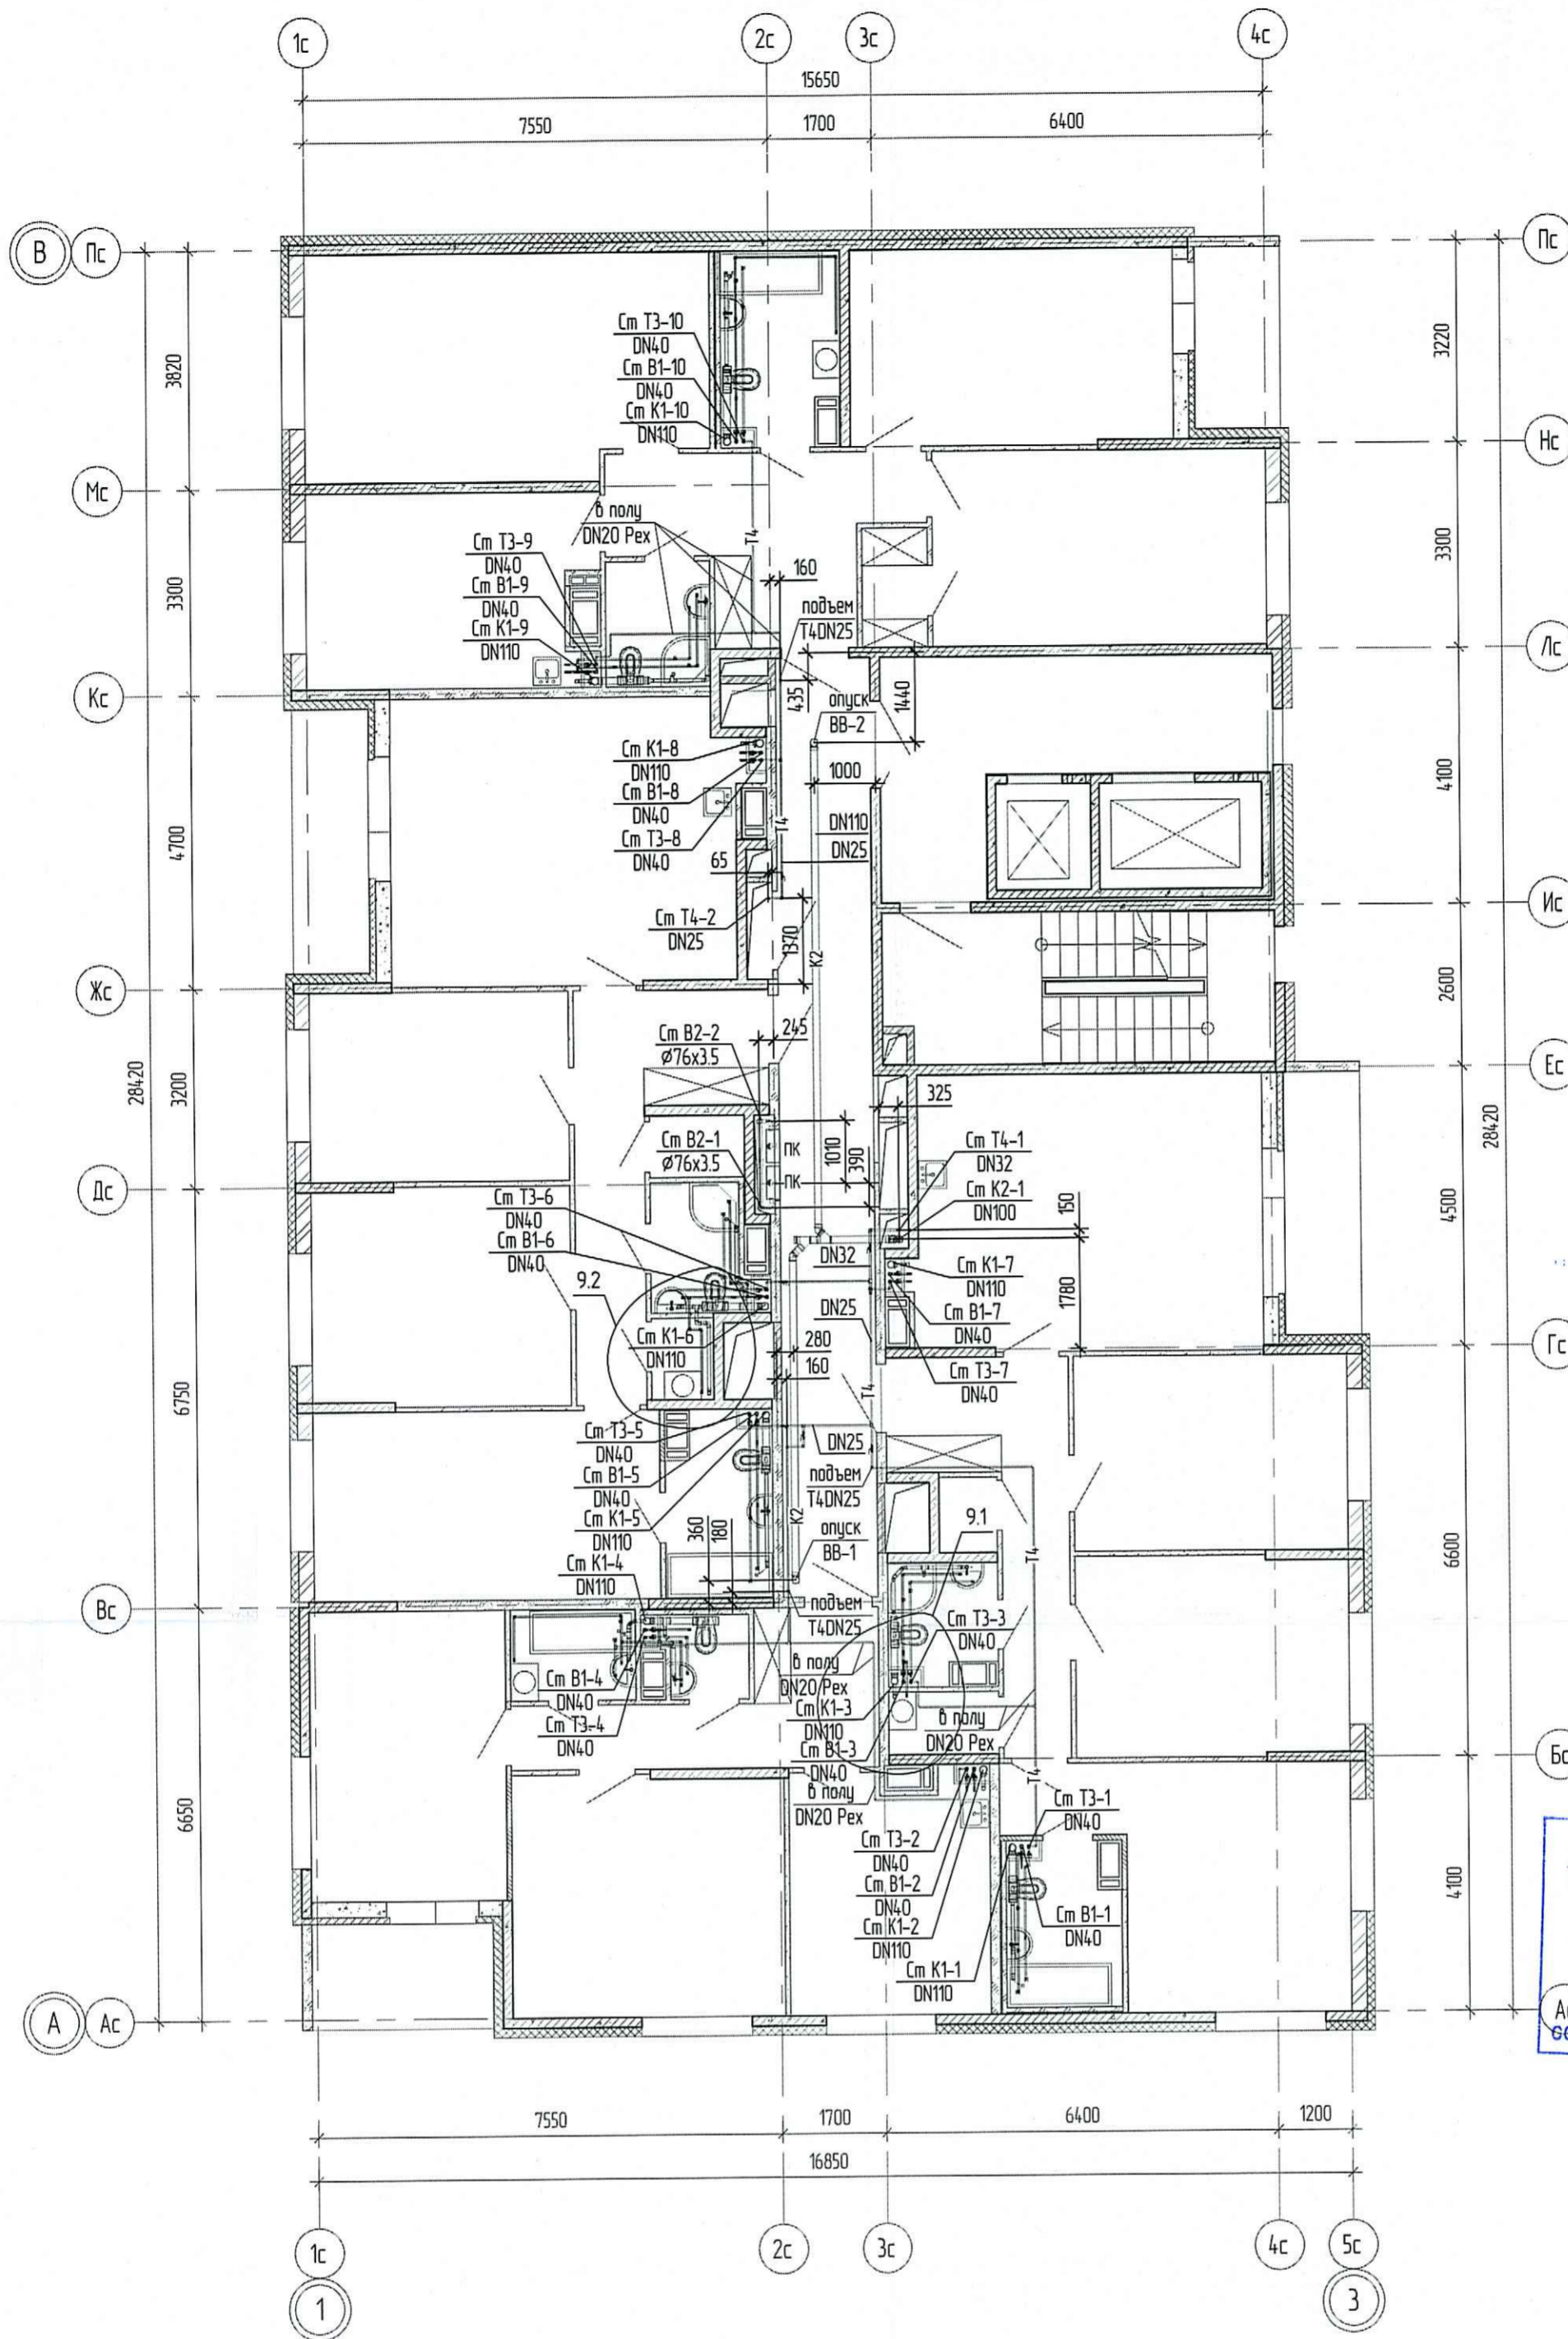 1с
2с
3с
4с
15650
7550
1700
6400
В
Пс
Пс
3820
3220
Ст Т3-10
DN40
Ст В1-10
DN40
Ст К1-10
DN110
Нс
Мс
в полу
DN20 Pex
Т4
Ст Т3-9
DN40
Ст В1-9
DN40
Ст К1-9
DN110
160
3300
3300
подъем
Т4DN25
Лс
Кс
435
1440
опуск
ВВ-2
Ст К1-8
DN110
Ст В1-8
DN40
Ст Т3-8
DN40
1000
4100
4700
Т4
DN110
DN25
65
Ст Т4-2
DN25
1370
К2
Ис
Жс
2600
Ст В2-2
Ø76х3.5
245
Ес
28420
3200
325
28420
Ст В2-1
Ø76х3.5
ПК
ПК
1010
390
Ст Т4-1
DN32
Ст К2-1
DN100
150
4500
Дс
Ст Т3-6
DN40
Ст В1-6
DN40
9.2
DN32
Ст К1-7
DN110
Ст В1-7
DN40
Ст Т3-7
DN40
1780
DN25
Ст К1-6
DN110
280
160
Гс
6750
Т4
Ст Т3-5
DN40
Ст В1-5
DN40
Ст К1-5
DN110
DN25
подъем
Т4DN25
9.1
360
180
К2
опуск
ВВ-1
Т4
6600
Ст К1-4
DN110
Вс
подъем
Т4DN25
Ст Т3-3
DN40
в полу
DN20 Pex
Ст В1-4
DN40
Ст Т3-4
DN40
Ст К1-3
DN110
Ст В1-3
DN40
в полу
DN20 Pex
Бс
в полу
DN20 Pex
Т4
6650
Ст Т3-1
DN40
Ст Т3-2
DN40
Ст В1-2
DN40
Ст К1-2
DN110
4100
Ст В1-1
DN40
Ст К1-1
DN110
А
Ас
7550
1700
6400
1200
16850
1с
2с
3с
4с
5с
1
3